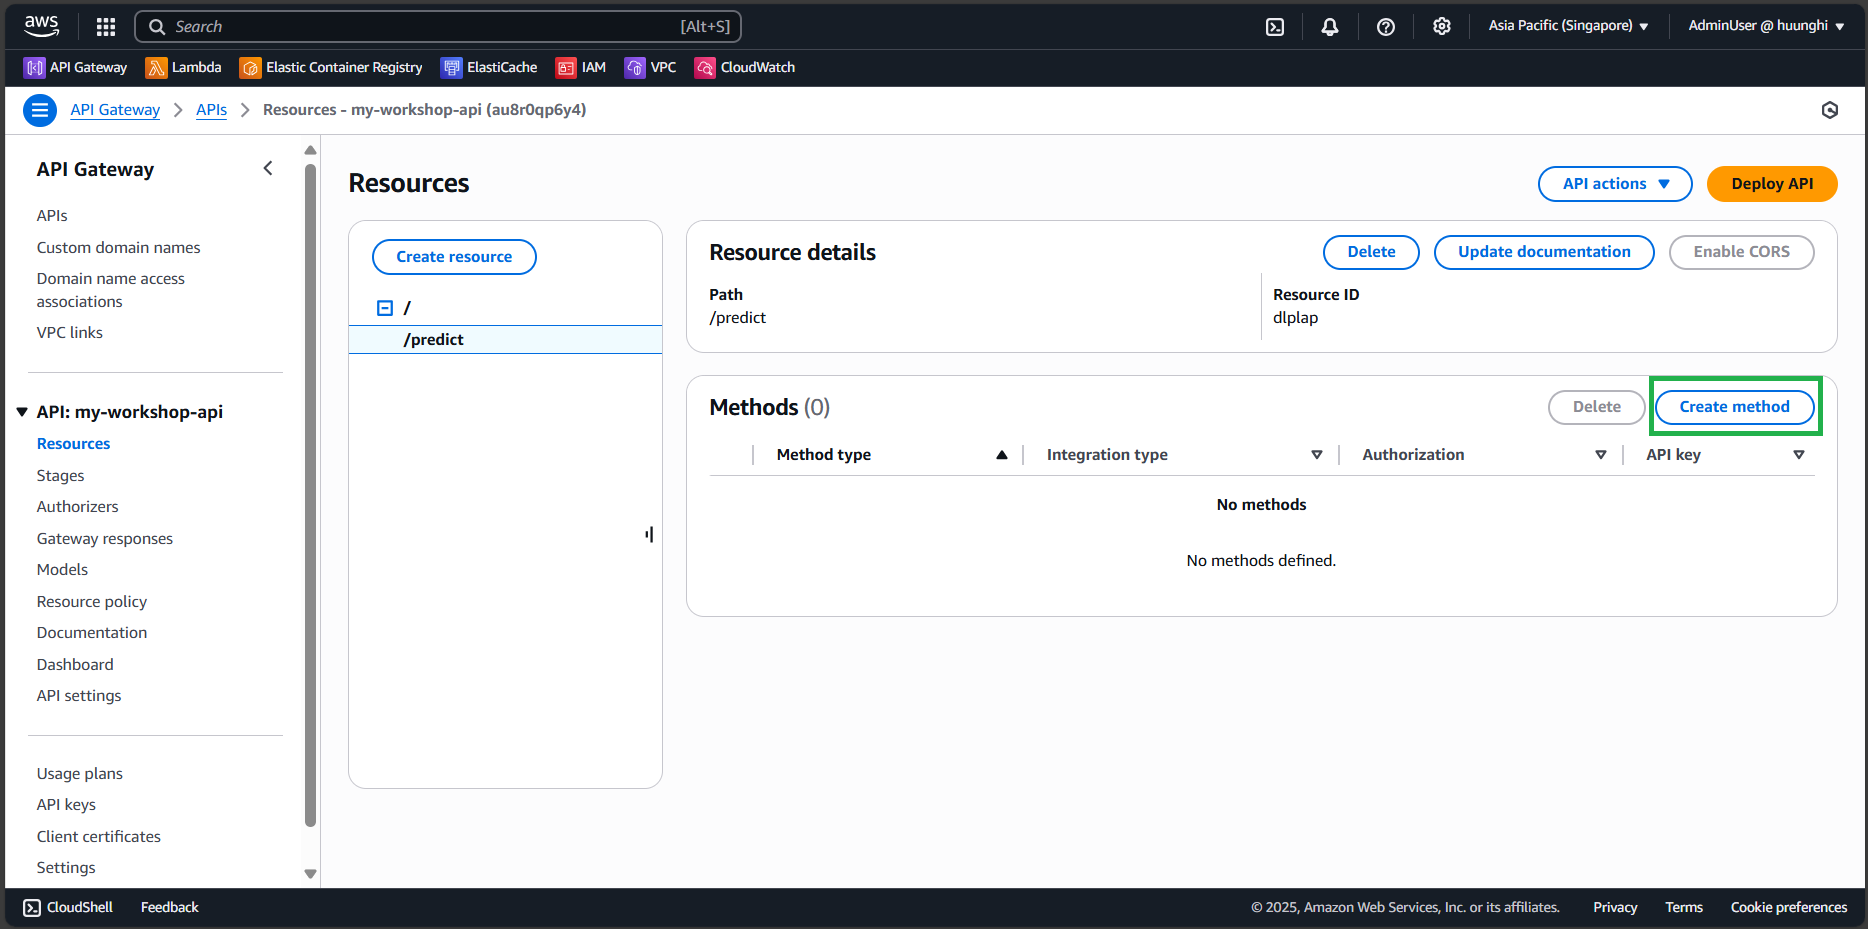 aws
Search [Alt+S]
Asia Pacific (Singapore)
AdminUser @ huunghi
API Gateway
Lambda
Elastic Container Registry
ElastiCache
IAM
VPC
CloudWatch
API Gateway
APIs
Resources - my-workshop-api (au8r0qp6y4)
API Gateway
APIs
Custom domain names
Domain name access
associations
VPC links
API: my-workshop-api
Resources
Stages
Authorizers
Gateway responses
Models
Resource policy
Documentation
Dashboard
API settings
Usage plans
API keys
Client certificates
Settings
Resources
API actions
Deploy API
Create resource
/
/predict
Resource details
Delete
Update documentation
Enable CORS
Path
/predict
Resource ID
dlplap
Methods (0)
Delete
Create method
Method type
Integration type
Authorization
API key
No methods
No methods defined.
CloudShell
Feedback
© 2025, Amazon Web Services, Inc. or its affiliates.
Privacy
Terms
Cookie preferences